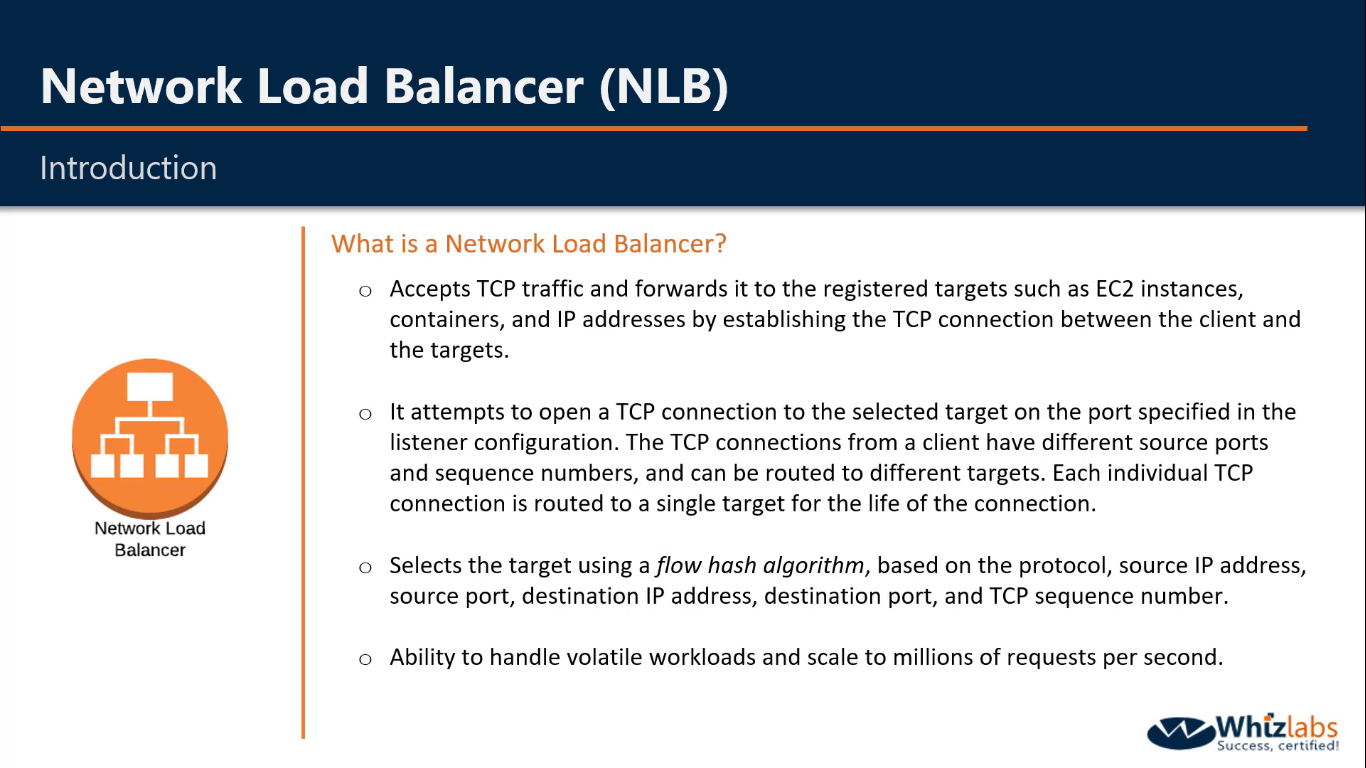 Network Load Balancer (NLB)
Introduction
What is a Network Load Balancer?
o Accepts TCP traffic and forwards it to the registered targets such as EC2 instances,
containers, and IP addresses by establishing the TCP connection between the client and
the targets.
o It attempts to open a TCP connection to the selected target on the port specified in the
listener configuration. The TCP connections from a client have different source ports
and sequence numbers, and can be routed to different targets. Each individual TCP
connection is routed to a single target for the life of the connection.
o Selects the target using a flow hash algorithm, based on the protocol, source IP address,
source port, destination IP address, destination port, and TCP sequence number.
o Ability to handle volatile workloads and scale to millions of requests per second.
Network Load
Balancer
Whizlabs
Success, certified!